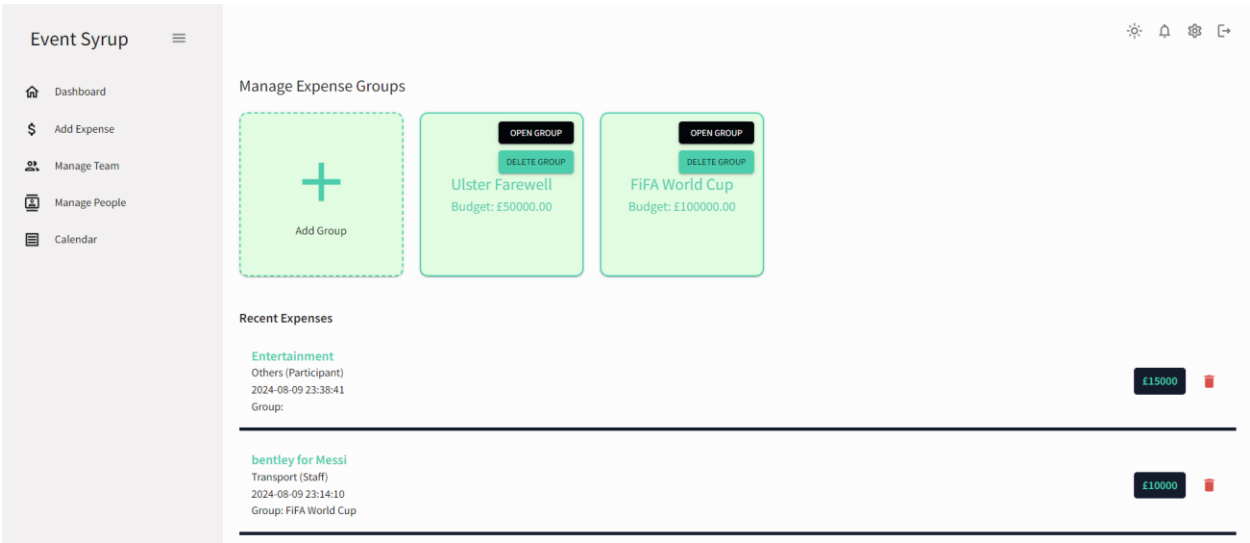 Event Syrup
Dashboard
Add Expense
Manage Team
Manage People
Calendar
Manage Expense Groups
Add Group
OPEN GROUP
DELETE GROUP
Ulster Farewell
Budget: £50000.00
OPEN GROUP
DELETE GROUP
FiFA World Cup
Budget: £100000.00
Recent Expenses
Entertainment
Others (Participant)
2024-08-09 23:38:41
Group:
£15000
bentley for Messi
Transport (Staff)
2024-08-09 23:14:10
Group: FiFA World Cup
£10000